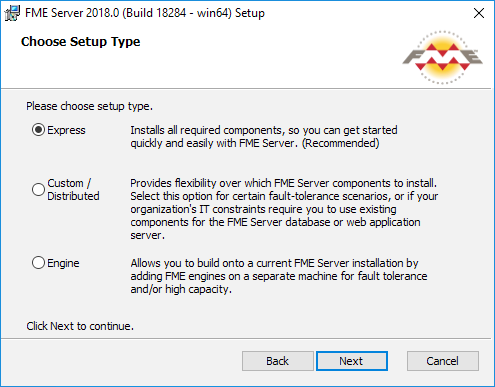 FME Server 2018.0 (Build 18284 - win64) Setup
Choose Setup Type
FME
Please choose setup type.
Express
Installs all required components, so you can get started
quickly and easily with FME Server. (Recommended)
Custom /
Distributed
Provides flexibility over which FME Server components to install.
Select this option for certain fault-tolerance scenarios, or if your
organization's IT constraints require you to use existing
components for the FME Server database or web application
server.
Engine
Allows you to build onto a current FME Server installation by
adding FME engines on a separate machine for fault tolerance
and/or high capacity.
Click Next to continue.
Back
Next
Cancel